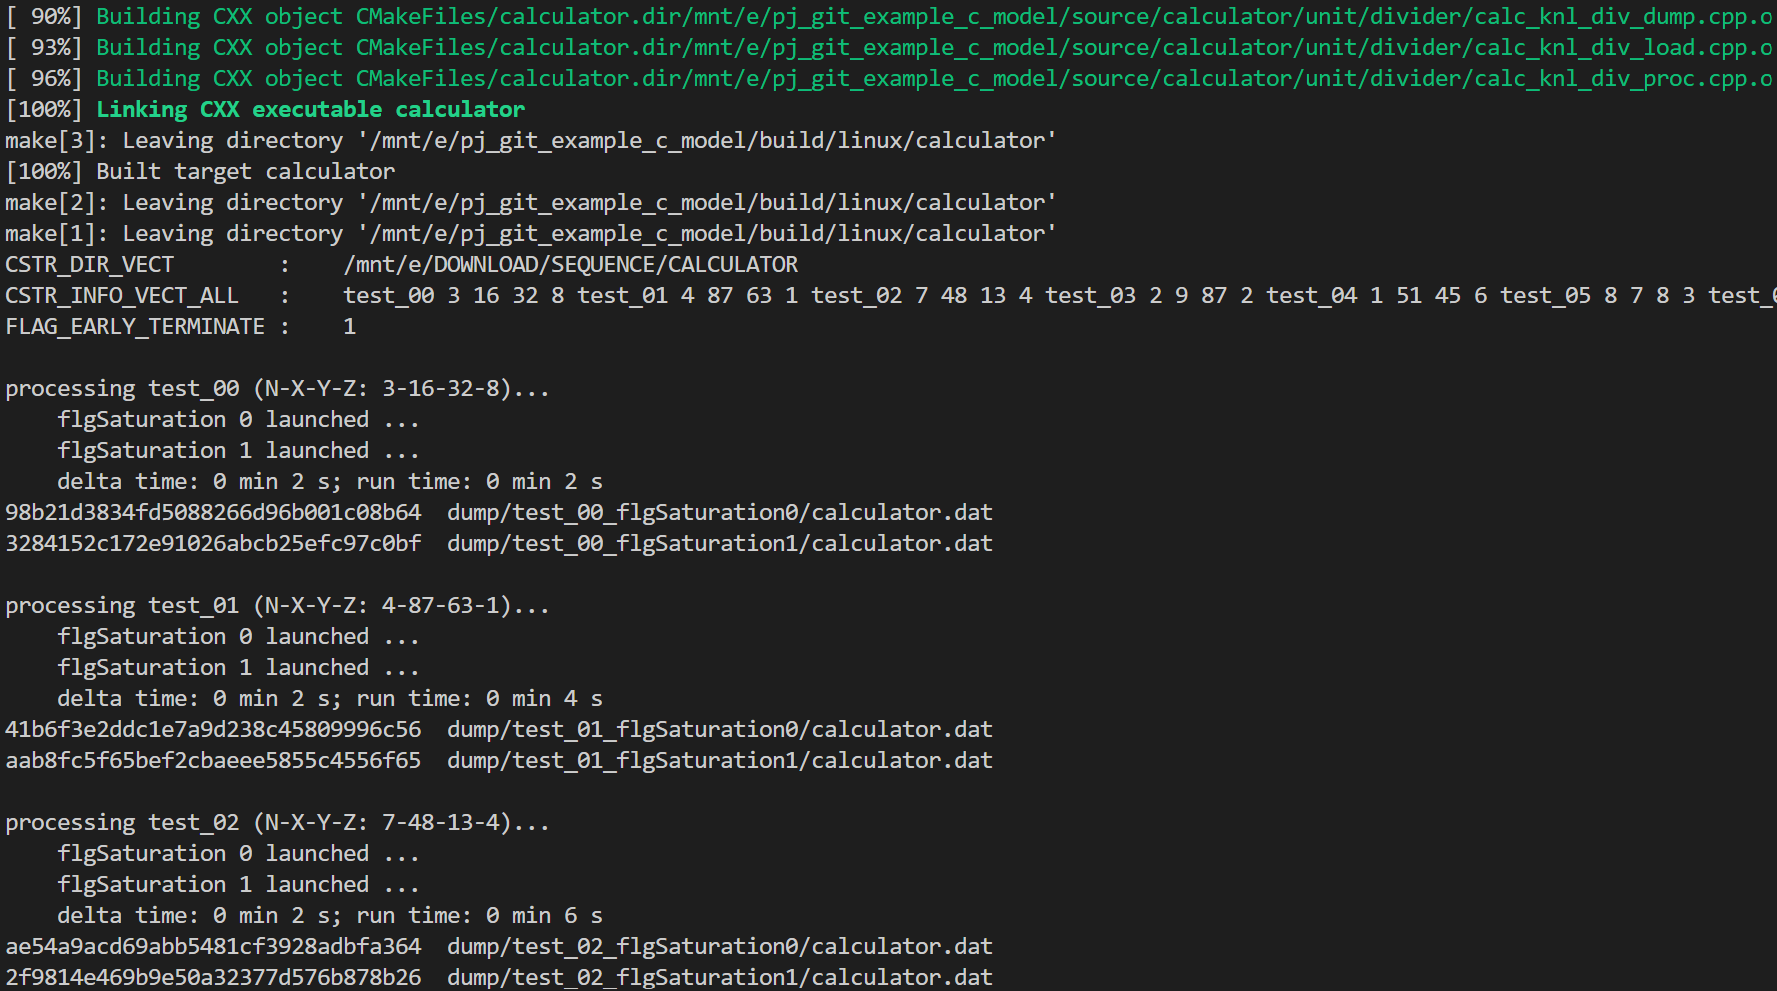 [ 90%] Building CXX object CMakeFiles/calculator.dir/mnt/e/pj_git_example_c_model/source/calculator/unit/divider/calc_knl_div_dump.cpp.o
[ 93%] Building CXX object CMakeFiles/calculator.dir/mnt/e/pj_git_example_c_model/source/calculator/unit/divider/calc_knl_div_load.cpp.o
[ 96%] Building CXX object CMakeFiles/calculator.dir/mnt/e/pj_git_example_c_model/source/calculator/unit/divider/calc_knl_div_proc.cpp.o
[100%] Linking CXX executable calculator
make[3]: Leaving directory '/mnt/e/pj_git_example_c_model/build/linux/calculator'
[100%] Built target calculator
make[2]: Leaving directory '/mnt/e/pj_git_example_c_model/build/linux/calculator'
make[1]: Leaving directory '/mnt/e/pj_git_example_c_model/build/linux/calculator'
CSTR_DIR_VECT        :    /mnt/e/DOWNLOAD/SEQUENCE/CALCULATOR
CSTR_INFO_VECT_ALL   :    test_00 3 16 32 8 test_01 4 87 63 1 test_02 7 48 13 4 test_03 2 9 87 2 test_04 1 51 45 6 test_05 8 7 8 3
FLAG_EARLY_TERMINATE :    1

processing test_00 (N-X-Y-Z: 3-16-32-8)...
    flgSaturation 0 launched ...
    flgSaturation 1 launched ...
    delta time: 0 min 2 s; run time: 0 min 2 s
98b21d3834fd5088266d96b001c08b64  dump/test_00_flgSaturation0/calculator.dat
3284152c172e91026abcb25efc97c0bf  dump/test_00_flgSaturation1/calculator.dat

processing test_01 (N-X-Y-Z: 4-87-63-1)...
    flgSaturation 0 launched ...
    flgSaturation 1 launched ...
    delta time: 0 min 2 s; run time: 0 min 4 s
41b6f3e2ddc1e7a9d238c45809996c56  dump/test_01_flgSaturation0/calculator.dat
aab8fc5f65bef2cbaeee5855c4556f65  dump/test_01_flgSaturation1/calculator.dat

processing test_02 (N-X-Y-Z: 7-48-13-4)...
    flgSaturation 0 launched ...
    flgSaturation 1 launched ...
    delta time: 0 min 2 s; run time: 0 min 6 s
ae54a9acd69abb5481cf3928adbfa364  dump/test_02_flgSaturation0/calculator.dat
2f9814e469b9e50a32377d576b878b26  dump/test_02_flgSaturation1/calculator.dat